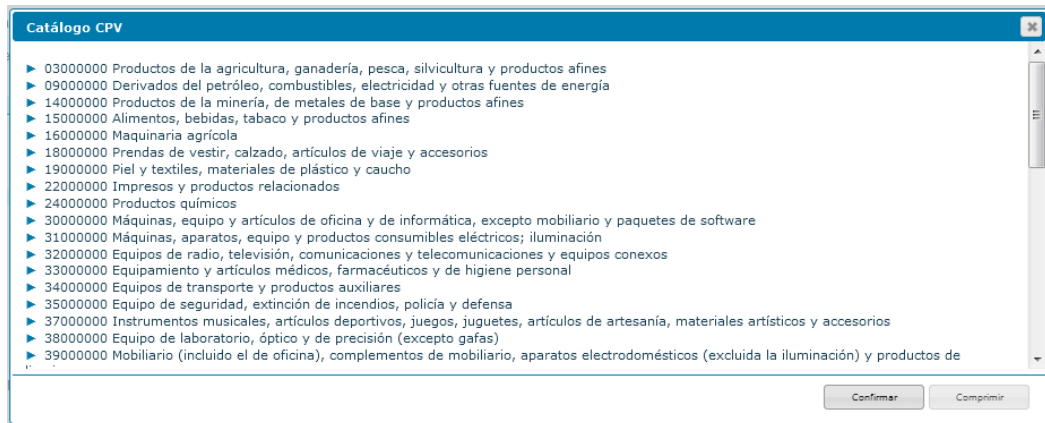 Catálogo CPV
03000000 Productos de la agricultura, ganadería, pesca, silvicultura y productos afines
09000000 Derivados del petróleo, combustibles, electricidad y otras fuentes de energía
14000000 Productos de la minería, de metales de base y productos afines
15000000 Alimentos, bebidas, tabaco y productos afines
16000000 Maquinaria agrícola
18000000 Prendas de vestir, calzado, artículos de viaje y accesorios
19000000 Piel y textiles, materiales de plástico y caucho
22000000 Impresos y productos relacionados
24000000 Productos químicos
30000000 Máquinas, equipo y artículos de oficina y de informática, excepto mobiliario y paquetes de software
31000000 Máquinas, aparatos, equipo y productos consumibles eléctricos; iluminación
32000000 Equipos de radio, televisión, comunicaciones y telecomunicaciones y equipos conexos
33000000 Equipamiento y artículos médicos, farmacéuticos y de higiene personal
34000000 Equipos de transporte y productos auxiliares
35000000 Equipo de seguridad, extinción de incendios, policía y defensa
37000000 Instrumentos musicales, artículos deportivos, juegos, juguetes, artículos de artesanía, materiales artísticos y accesorios
38000000 Equipo de laboratorio, óptico y de precisión (excepto gafas)
39000000 Mobiliario (incluido el de oficina), complementos de mobiliario, aparatos electrodomésticos (excluida la iluminación) y productos de
Confirmar
Comprimir